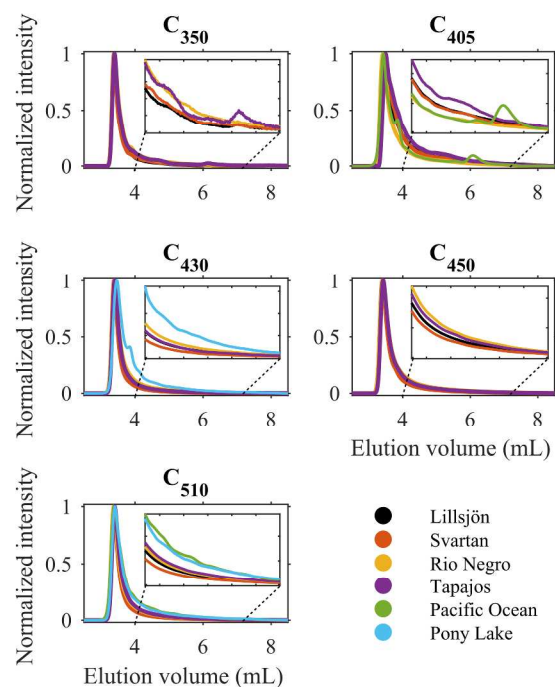 C350
C405
Normalized intensity
1
0.5
0
4
6
8
1
0.5
0
4
6
8
C430
C450
Normalized intensity
1
0.5
0
4
6
8
1
0.5
0
4
6
8
Elution volume (mL)
C510
Normalized intensity
1
0.5
0
4
6
8
Elution volume (mL)
Lillsjön
Svartan
Rio Negro
Tapajos
Pacific Ocean
Pony Lake